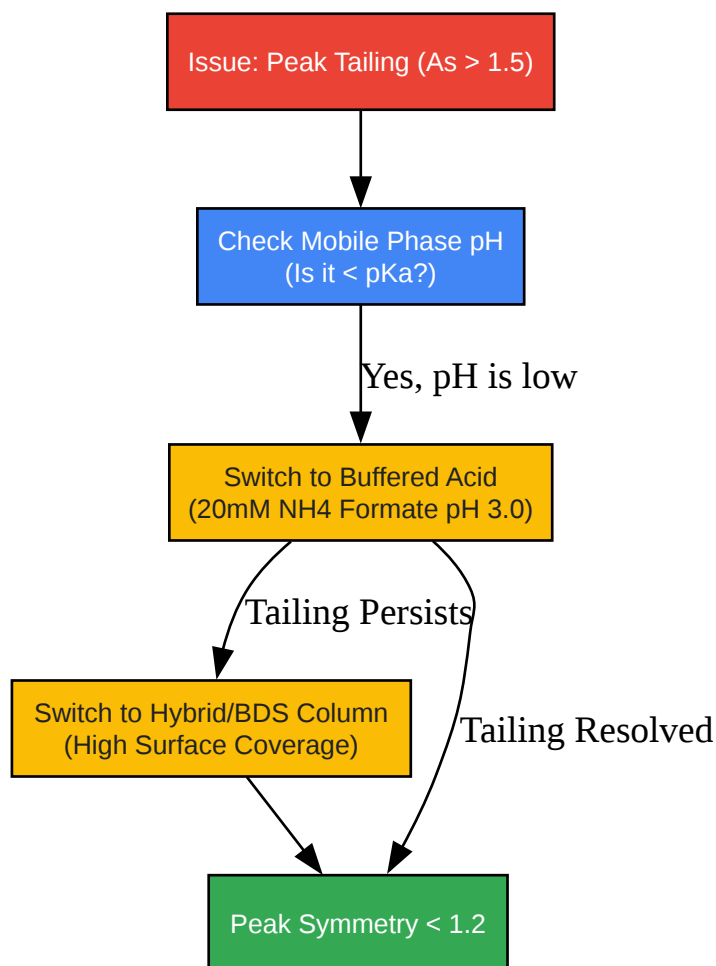 Issue: Peak Tailing (As > 1.5)
Check Mobile Phase pH
(Is it < pKa?)
Yes, pH is low
Switch to Buffered Acid
(20mM NH4 Formate pH 3.0)
Tailing Persists
Switch to Hybrid/BDS Column
(High Surface Coverage)
Tailing Resolved
Peak Symmetry < 1.2